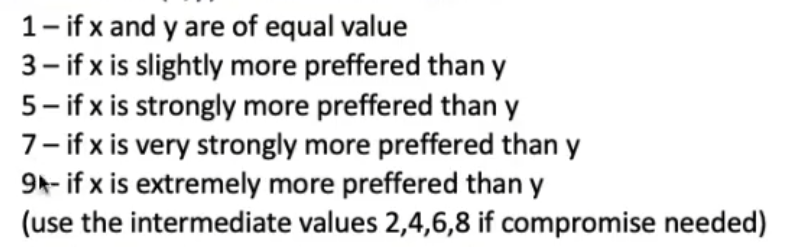 1 – if x and y are of equal value
3 – if x is slightly more preffered than y
5 – if x is strongly more preffered than y
7 – if x is very strongly more preffered than y
9 – if x is extremely more preffered than y
(use the intermediate values 2,4,6,8 if compromise needed)